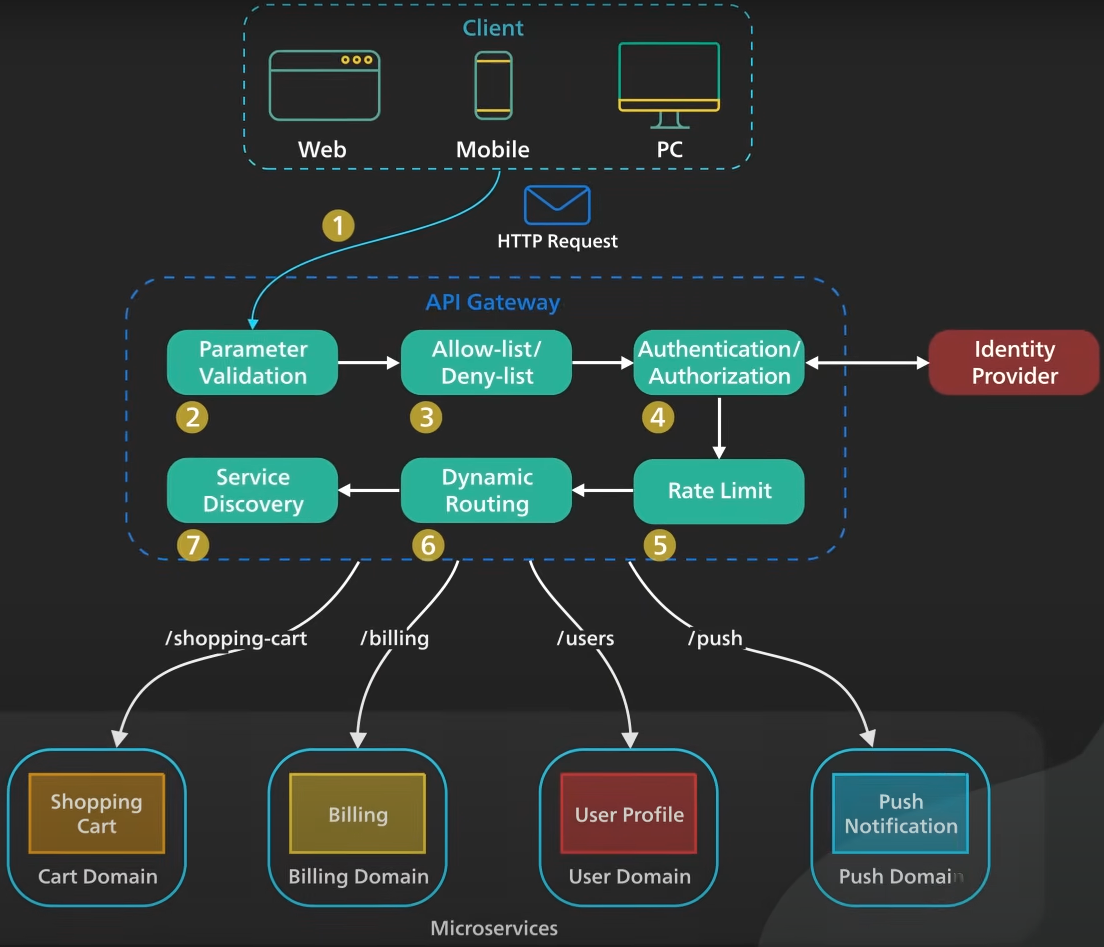 Client
Web
Mobile
PC
1
HTTP Request
API Gateway
Parameter
Validation
Allow-list/
Deny-list
Authentication/
Authorization
Identity
Provider
2
3
4
Service
Discovery
Dynamic
Routing
Rate Limit
7
6
5
/shopping-cart
/billing
/users
/push
Shopping
Cart
Billing
User Profile
Push
Notification
Cart Domain
Billing Domain
User Domain
Push Domain
Microservices